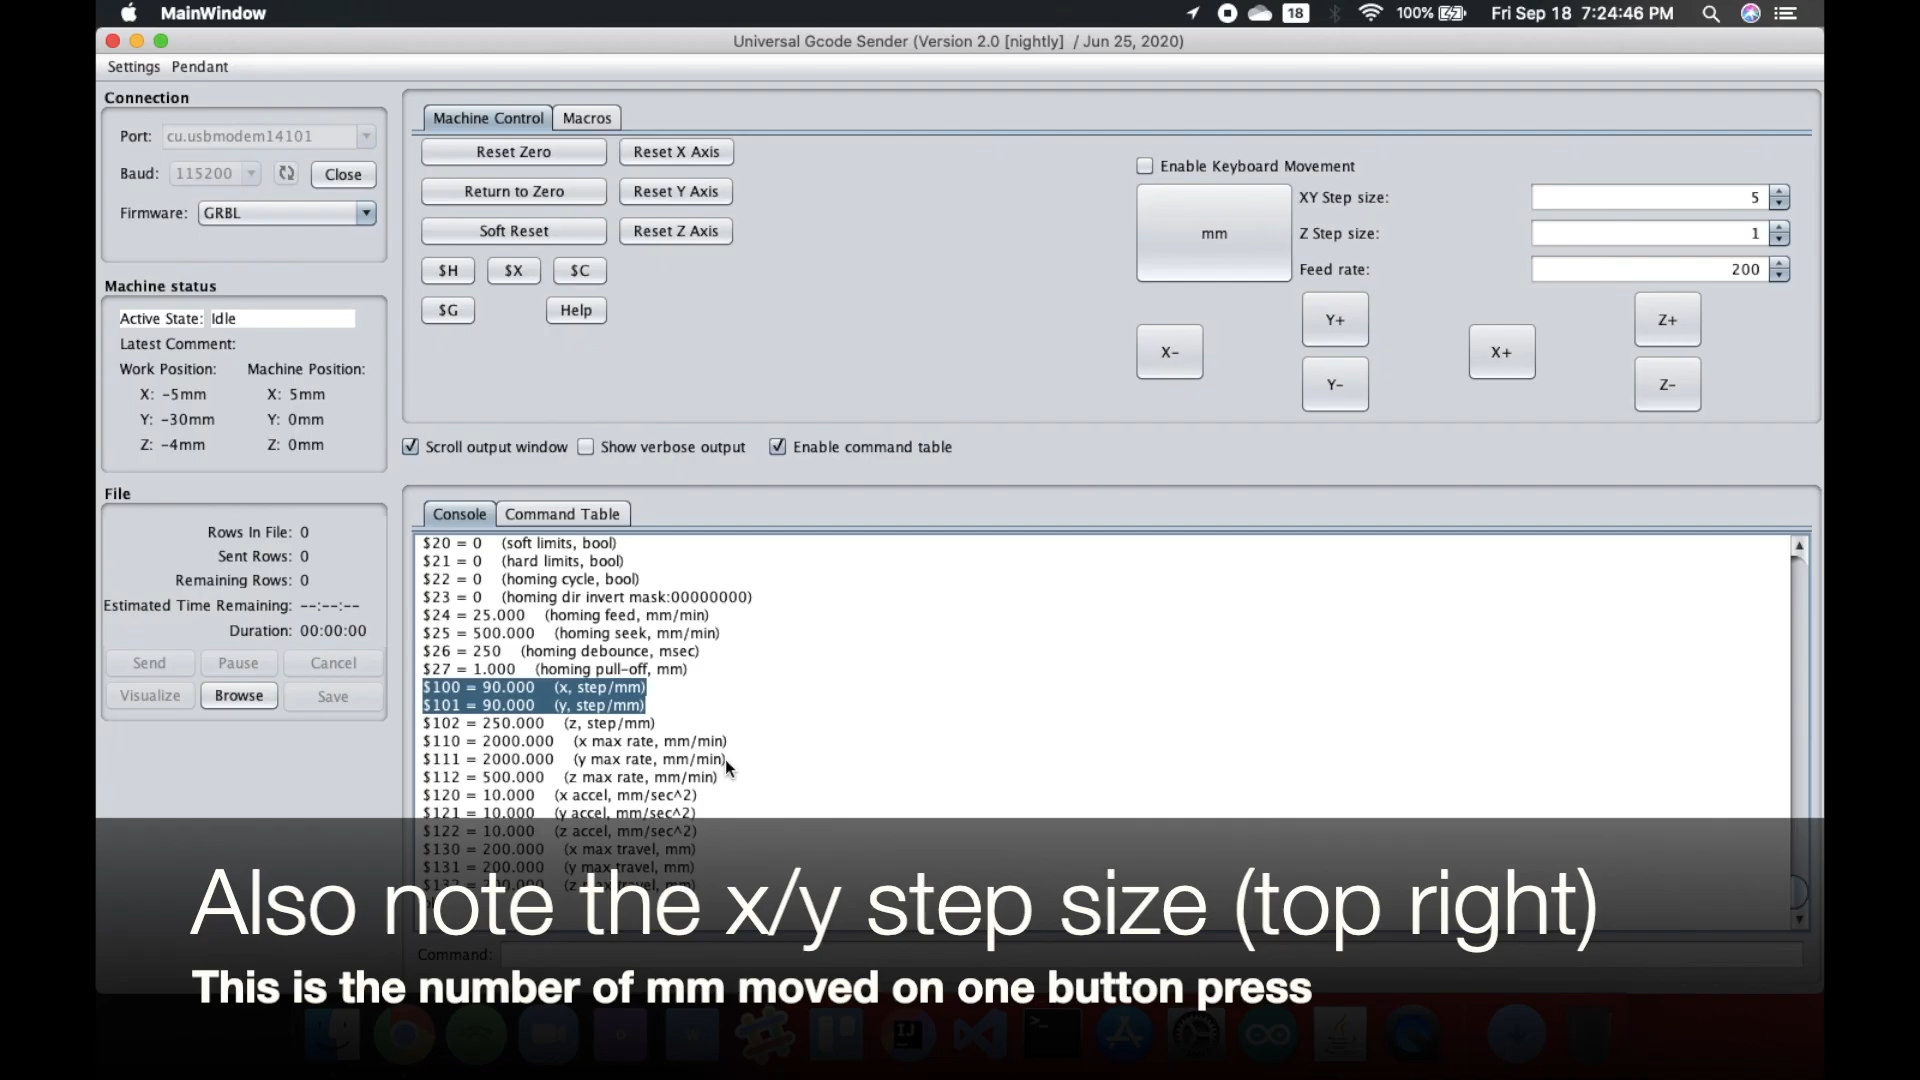 MainWindow
18
100%
Fri Sep 18 7:24:46 PM
Universal Gcode Sender (Version 2.0 [nightly] / Jun 25, 2020)
Settings Pendant
Connection
Port: cu.usbmodem14101
Baud: 115200 Close
Firmware: GRBL
Machine status
Active State: Idle
Latest Comment:
Work Position: Machine Position:
X: -5mm X: 5mm
Y: -30mm Y: 0mm
Z: -4mm Z: 0mm
File
Rows In File: 0
Sent Rows: 0
Remaining Rows: 0
Estimated Time Remaining: --:--:--
Duration: 00:00:00
Send Pause Cancel
Visualize Browse Save
Machine Control Macros
Reset Zero Reset X Axis
Return to Zero Reset Y Axis
Soft Reset Reset Z Axis
$H $X $C
$G Help
Enable Keyboard Movement
mm
XY Step size: 5
Z Step size: 1
Feed rate: 200
X- Y+ Y- X+ Z+ Z-
Scroll output window Show verbose output Enable command table
Console Command Table
$20 = 0 (soft limits, bool)
$21 = 0 (hard limits, bool)
$22 = 0 (homing cycle, bool)
$23 = 0 (homing dir invert mask:00000000)
$24 = 25.000 (homing feed, mm/min)
$25 = 500.000 (homing seek, mm/min)
$26 = 250 (homing debounce, msec)
$27 = 1.000 (homing pull-off, mm)
$100 = 90.000 (x, step/mm)
$101 = 90.000 (y, step/mm)
$102 = 250.000 (z, step/mm)
$110 = 2000.000 (x max rate, mm/min)
$111 = 2000.000 (y max rate, mm/min)
$112 = 500.000 (z max rate, mm/min)
$120 = 10.000 (x accel, mm/sec^2)
$121 = 10.000 (y accel, mm/sec^2)
$122 = 10.000 (z accel, mm/sec^2)
$130 = 200.000 (x max travel, mm)
$131 = 200.000 (y max travel, mm)
Also note the x/y step size (top right)
Command:
This is the number of mm moved on one button press